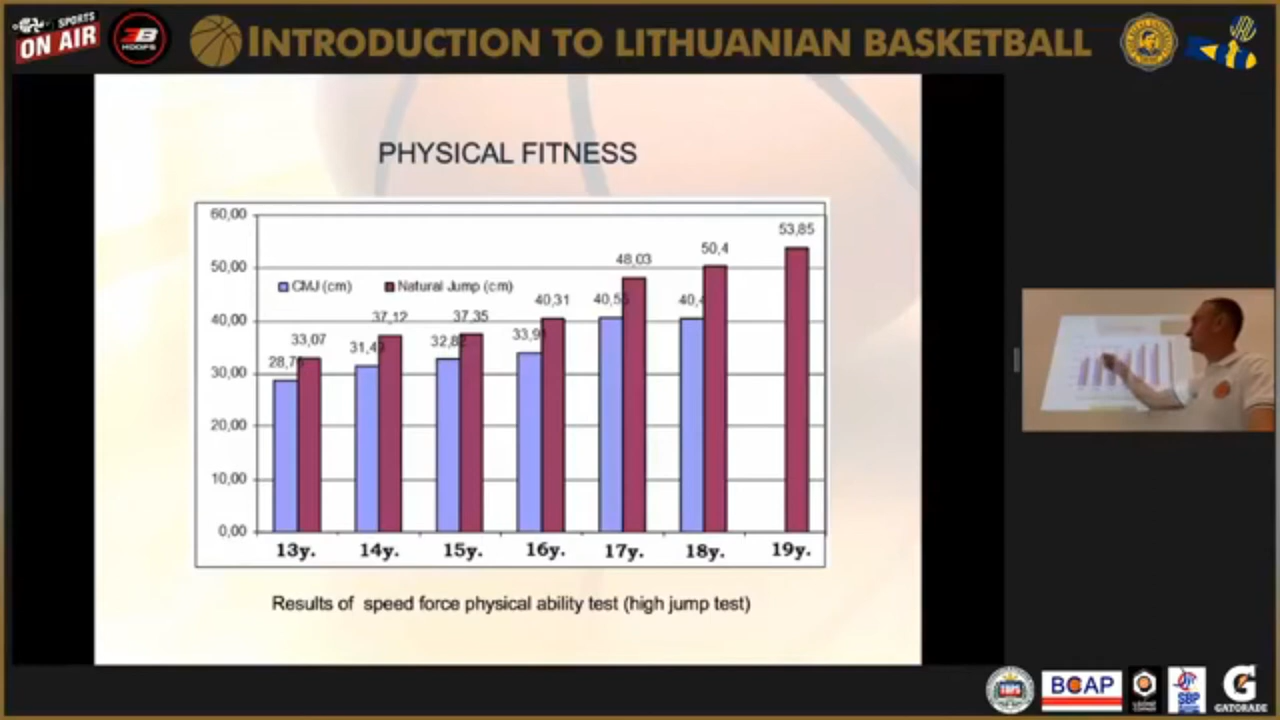 SPORTS
ON AIR
3B
HOOPS
INTRODUCTION TO LITHUANIAN BASKETBALL
PHYSICAL FITNESS
60,00
50,00
40,00
30,00
20,00
10,00
0,00
CMJ (cm)
Natural Jump (cm)
28,7
33,07
31,4
37,12
32,8
37,35
33,9
40,31
40,5
48,03
40,4
50,4
53,85
13y.
14y.
15y.
16y.
17y.
18y.
19y.
Results of speed force physical ability test (high jump test)
BCAP
SBP
GATORADE